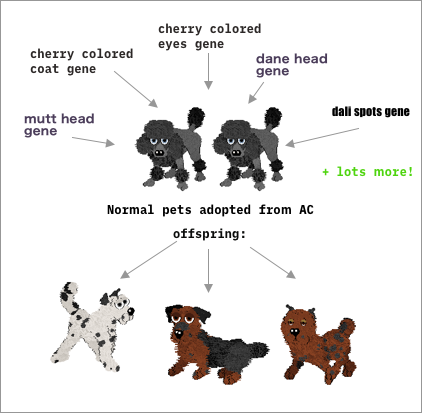 cherry colored
eyes gene
cherry colored
coat gene
dane head
gene
mutt head
gene
dali spots gene
+ lots more!
Normal pets adopted from AC
offspring: